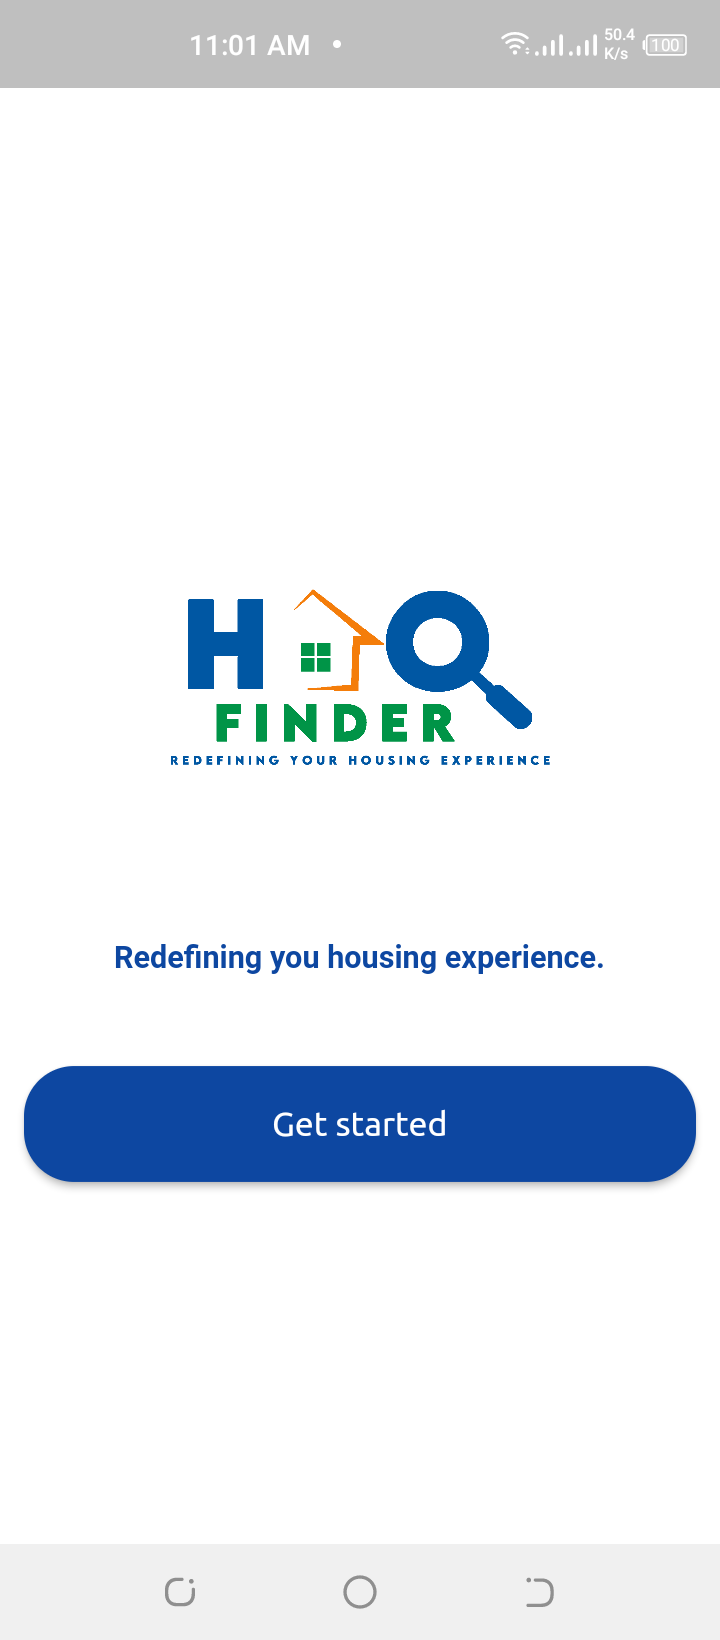 11:01 AM
50.4
K/s
100
H O
FINDER
REDEFINING YOUR HOUSING EXPERIENCE
Redefining you housing experience.
Get started